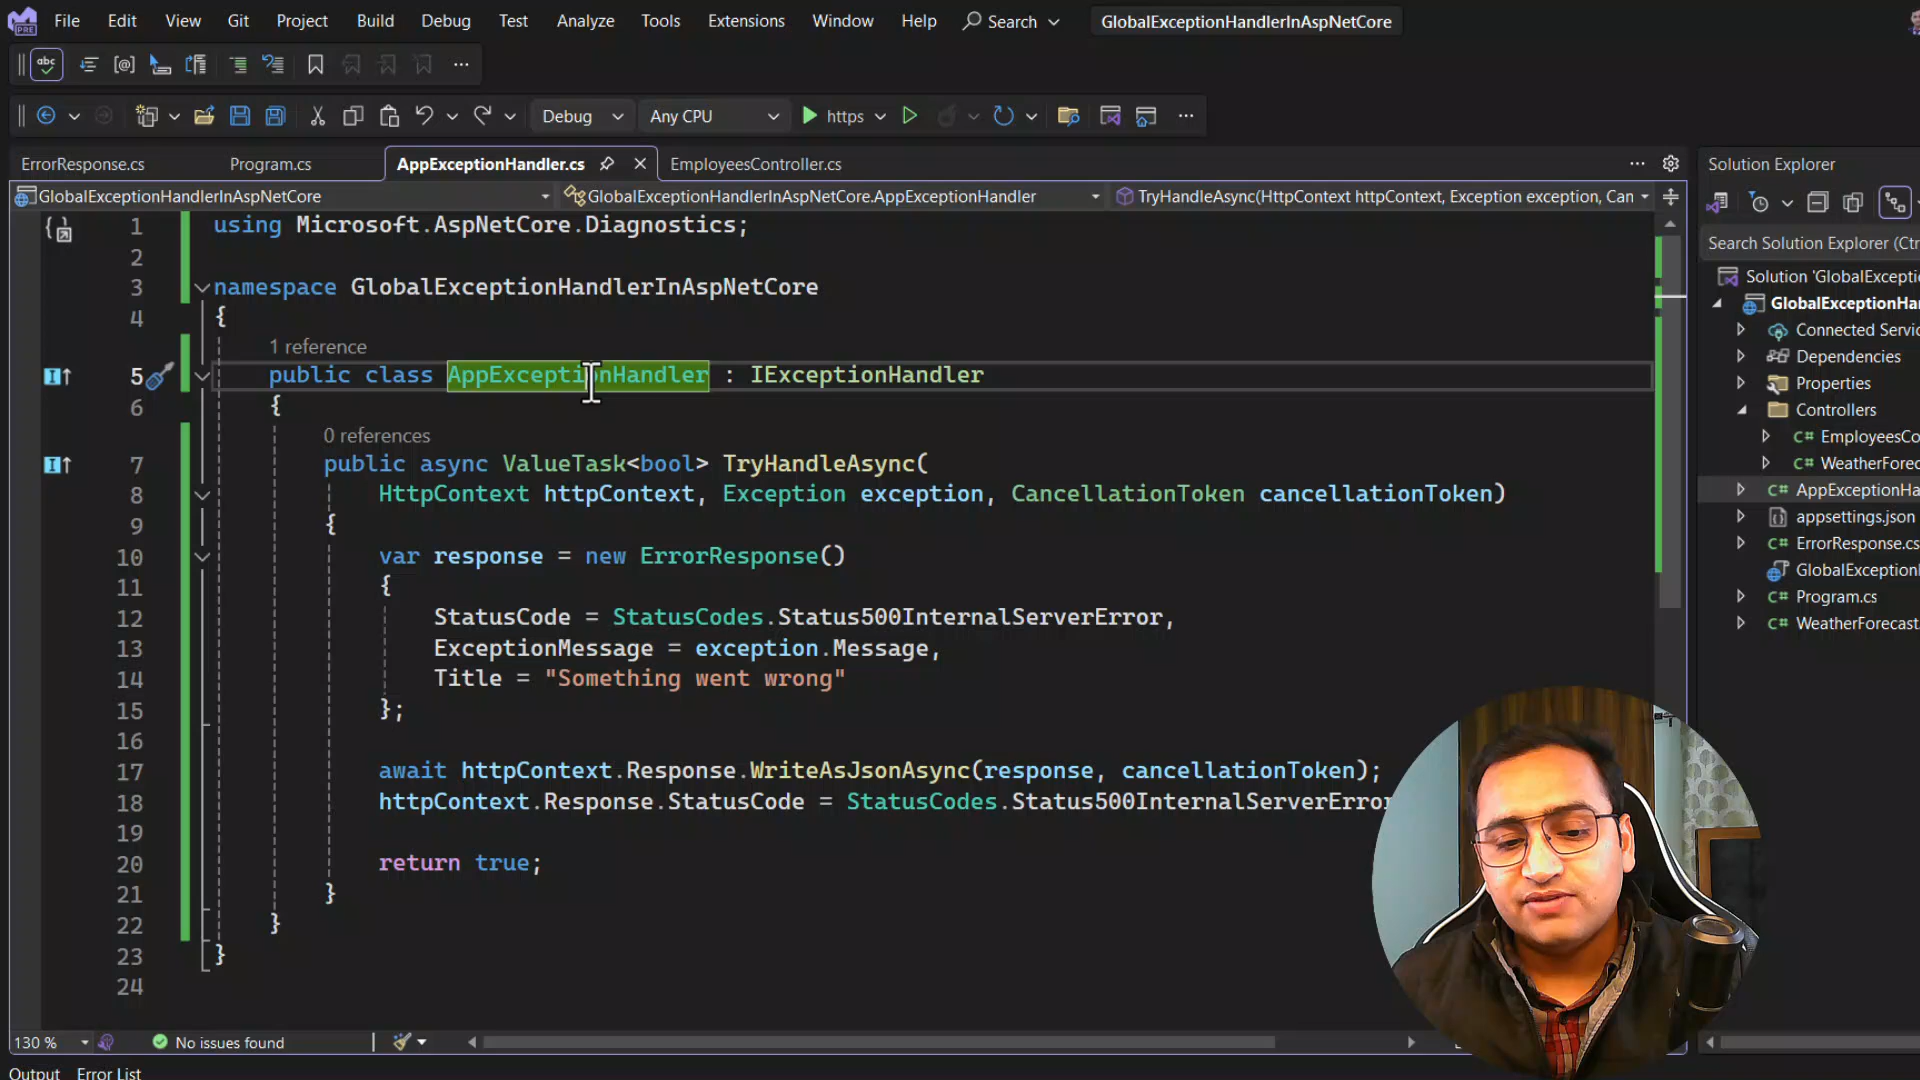 File Edit View Git Project Build Debug Test Analyze Tools Extensions Window Help Search GlobalExceptionHandlerInAspNetCore
abc
Debug Any CPU https
ErrorResponse.cs Program.cs AppExceptionHandler.cs EmployeesController.cs
GlobalExceptionHandlerInAspNetCore GlobalExceptionHandlerInAspNetCore.AppExceptionHandler TryHandleAsync(HttpContext httpContext, Exception exception, Can
1 using Microsoft.AspNetCore.Diagnostics;
2
3 namespace GlobalExceptionHandlerInAspNetCore
4 {
1 reference
5 public class AppExceptionHandler : IExceptionHandler
6 {
0 references
7 public async ValueTask<bool> TryHandleAsync(
8 HttpContext httpContext, Exception exception, CancellationToken cancellationToken)
9 {
10 var response = new ErrorResponse()
11 {
12 StatusCode = StatusCodes.Status500InternalServerError,
13 ExceptionMessage = exception.Message,
14 Title = "Something went wrong"
15 };
16
17 await httpContext.Response.WriteAsJsonAsync(response, cancellationToken);
18 httpContext.Response.StatusCode = StatusCodes.Status500InternalServerError
19
20 return true;
21 }
22 }
23 }
24
130 % No issues found
Output Error List
Solution Explorer
Search Solution Explorer (Ctr
Solution 'GlobalExcepti
GlobalExceptionHa
Connected Servic
Dependencies
Properties
Controllers
C# EmployeesCo
C# WeatherForec
C# AppExceptionHa
appsettings.json
C# ErrorResponse.cs
GlobalException
C# Program.cs
C# WeatherForecast